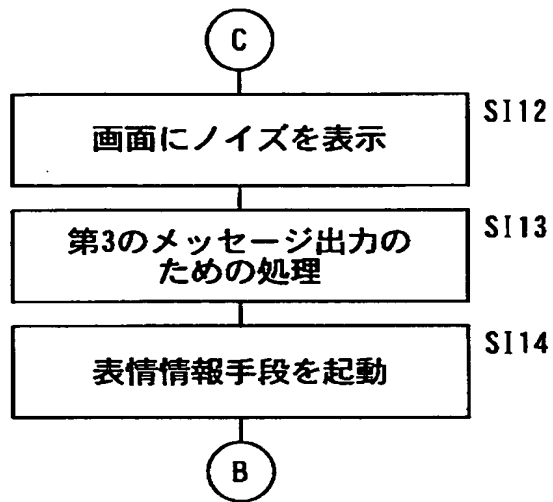 C
SI12
画面にノイズを表示
SI13
第3のメッセージ出力の
ための処理
SI14
表情情報手段を起動
B